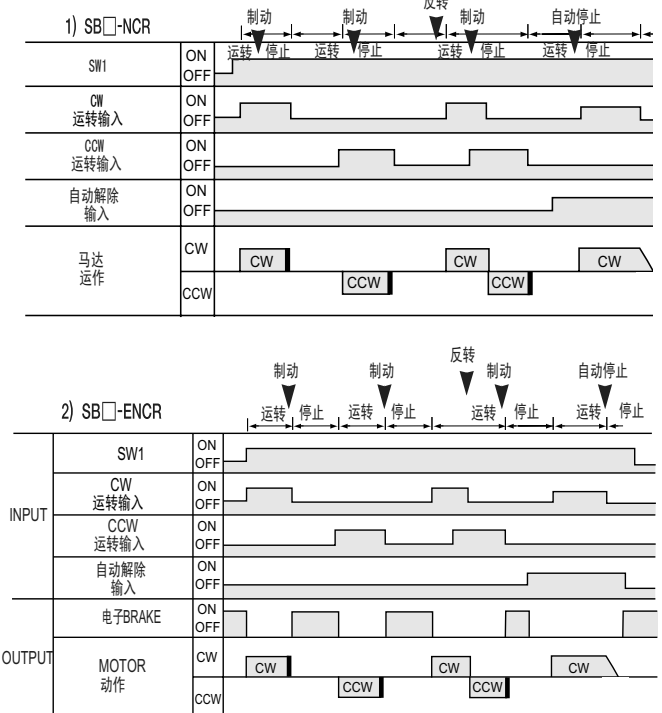 反转
制动 制动 制动 自动停止
1) SB□-NCR
运转 停止 运转 停止 运转 停止 运转 停止
SW1 ON
OFF
CW
运转输入 ON
OFF
CCW
运转输入 ON
OFF
自动解除
输入 ON
OFF
马达
运作 CW
CCW
CW CW CW
CCW CCW
反转
制动 制动 制动 自动停止
2) SB□-ENCR
运转 停止 运转 停止 运转 停止 运转 停止
INPUT
SW1 ON
OFF
CW
运转输入 ON
OFF
CCW
运转输入 ON
OFF
自动解除
输入 ON
OFF
OUTPUT
电子BRAKE ON
OFF
MOTOR
动作 CW
CCW
CW CW CW
CCW CCW